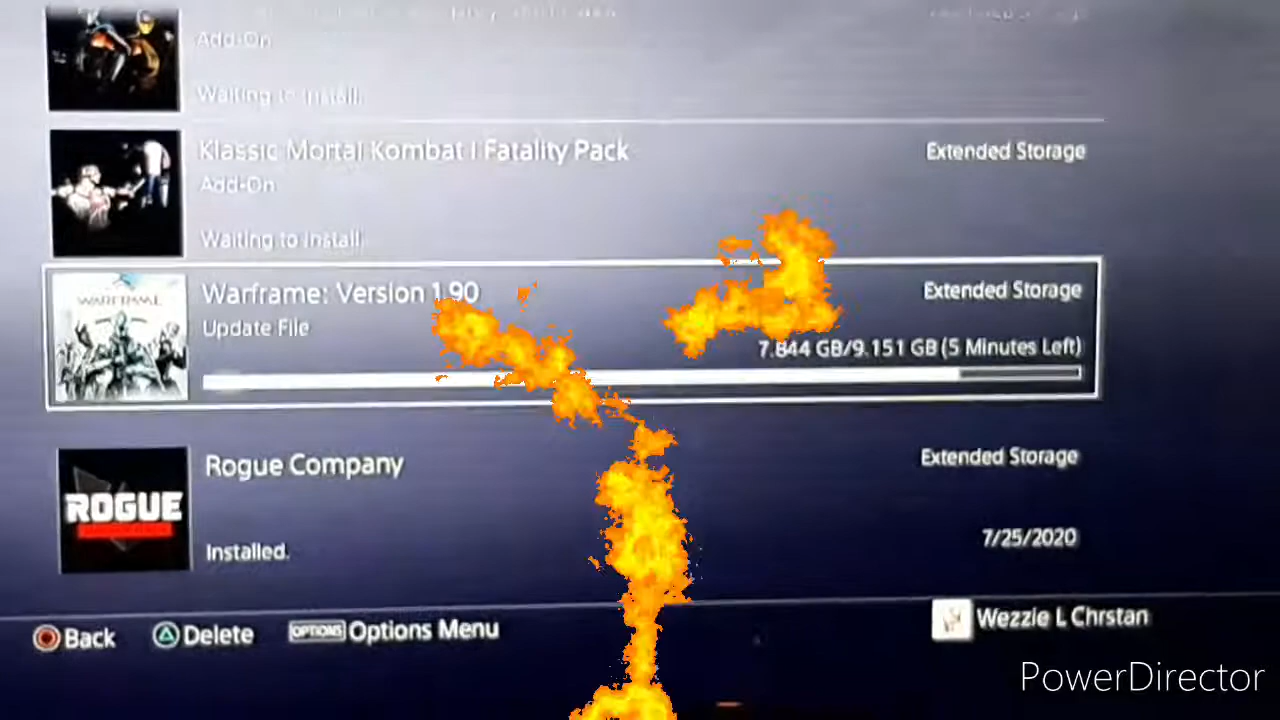 Add-On
Waiting to Install.
Klassic Mortal Kombat I Fatality Pack
Extended Storage
Add-On
Waiting to Install.
WARFRAME
Warframe: Version 1.90
Extended Storage
Update File
7.844 GB/9.151 GB (5 Minutes Left)
Rogue Company
Extended Storage
ROGUE
Installed.
7/25/2020
Back
Delete
OPTIONS
Options Menu
Wezzie L Chrstan
PowerDirector